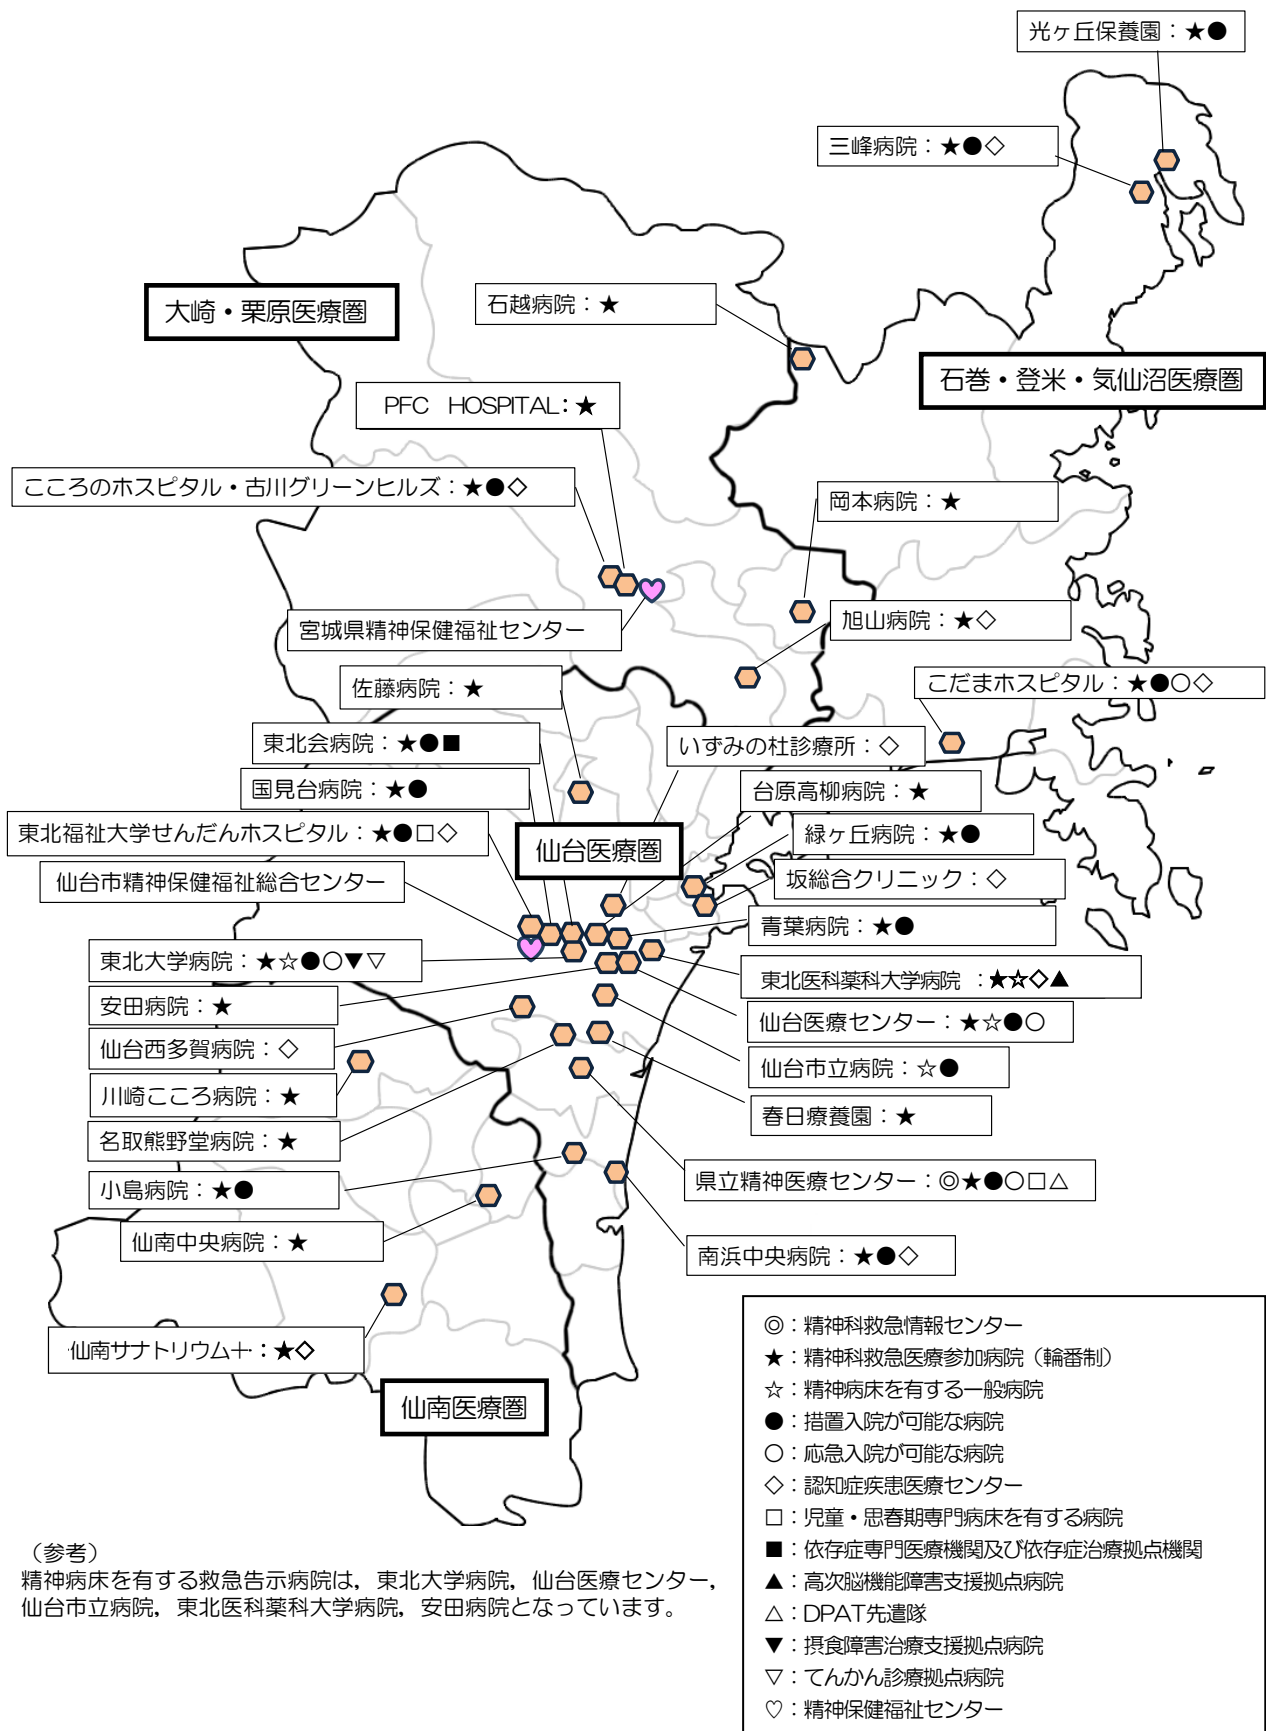 光ヶ丘保養園：★●
三峰病院：★●◇
大崎・栗原医療圏
石越病院：★
石巻・登米・気仙沼医療圏
PFC　HOSPITAL：★
こころのホスピタル・古川グリーンヒルズ：★●◇
岡本病院：★
宮城県精神保健福祉センター
旭山病院：★◇
佐藤病院：★
こだまホスピタル：★●○◇
東北会病院：★●■
いずみの杜診療所：◇
国見台病院：★●
台原高柳病院：★
東北福祉大学せんだんホスピタル：★●□◇
仙台医療圏
緑ヶ丘病院：★●
仙台市精神保健福祉総合センター
坂総合クリニック：◇
青葉病院：★●
東北大学病院：★☆●○▼▽
東北医科薬科大学病院　：★☆◇▲
安田病院：★
仙台医療センター：★☆●○
仙台西多賀病院：◇
仙台市立病院：☆●
川崎こころ病院：★
春日療養園：★
名取熊野堂病院：★
県立精神医療センター：◎★●○□△
小島病院：★●
仙南中央病院：★
南浜中央病院：★●◇
仙南サナトリウム＋：★◇
仙南医療圏
◎：精神科救急情報センター
★：精神科救急医療参加病院（輪番制）
☆：精神病床を有する一般病院
●：措置入院が可能な病院
○：応急入院が可能な病院
◇：認知症疾患医療センター
□：児童・思春期専門病床を有する病院
■：依存症専門医療機関及び依存症治療拠点機関
▲：高次脳機能障害支援拠点病院
△：DPAT先遣隊
▼：摂食障害治療支援拠点病院
▽：てんかん診療拠点病院
♡：精神保健福祉センター
（参考）
精神病床を有する救急告示病院は，東北大学病院，仙台医療センター，
仙台市立病院，東北医科薬科大学病院，安田病院となっています。